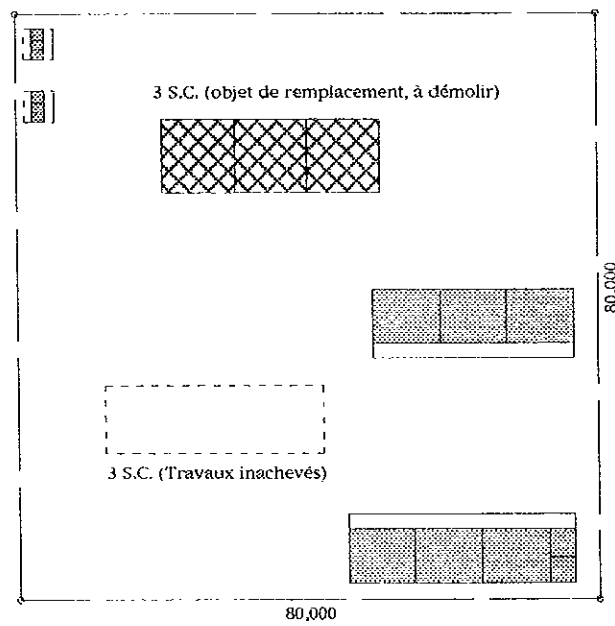 3 S.C. (objet de remplacement, à démolir)
80,000
3 S.C. (Travaux inachevés)
80,000